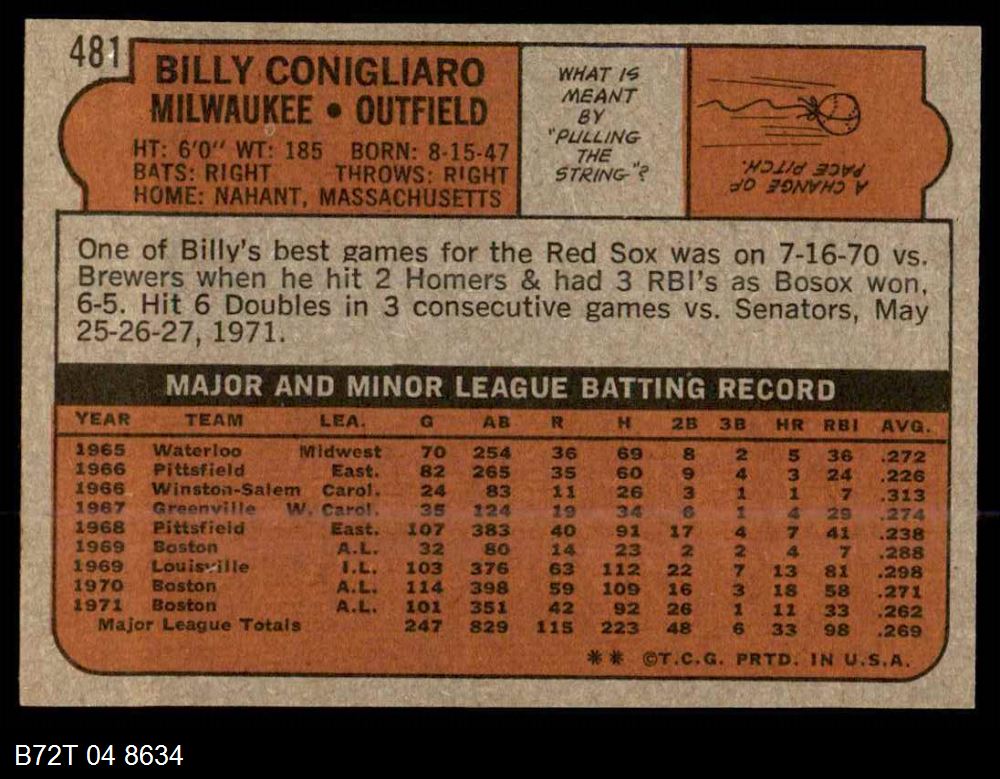 481
BILLY CONIGLIARO
MILWAUKEE • OUTFIELD
HT: 6'0" WT: 185 BORN: 8-15-47
BATS: RIGHT THROWS: RIGHT
HOME: NAHANT, MASSACHUSETTS
WHAT IS
MEANT
BY
"PULLING
THE
STRING"?
A CHANGE OF
PACE PITCH.
One of Billy's best games for the Red Sox was on 7-16-70 vs.
Brewers when he hit 2 Homers & had 3 RBI's as Bosox won,
6-5. Hit 6 Doubles in 3 consecutive games vs. Senators, May
25-26-27, 1971.
MAJOR AND MINOR LEAGUE BATTING RECORD
YEAR TEAM LEA. G AB R H 2B 3B HR RBI AVG.
1965 Waterloo Midwest 70 254 36 69 8 2 5 36 .272
1966 Pittsfield East. 82 265 35 60 9 4 3 24 .226
1966 Winston-Salem Carol. 24 83 11 26 3 1 1 7 .313
1967 Greenville W. Carol. 35 124 19 34 6 1 4 29 .274
1968 Pittsfield East. 107 383 40 91 17 4 7 41 .238
1969 Boston A.L. 32 80 14 23 2 2 4 7 .288
1969 Louisville I.L. 103 376 63 112 22 7 13 81 .298
1970 Boston A.L. 114 398 59 109 16 3 18 58 .271
1971 Boston A.L. 101 351 42 92 26 1 11 33 .262
Major League Totals 247 829 115 223 48 6 33 98 .269
** ©T.C.G. PRTD. IN U.S.A.
B72T 04 8634